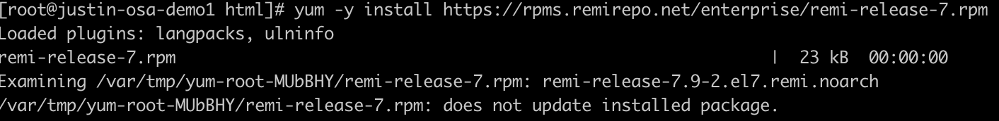 [root@justin-osa-demo1 html]# yum -y install https://rpms.remirepo.net/enterprise/remi-release-7.rpm
Loaded plugins: langpacks, ulninfo
remi-release-7.rpm | 23 kB 00:00:00
Examining /var/tmp/yum-root-MUbBHY/remi-release-7.rpm: remi-release-7.9-2.el7.remi.noarch
/var/tmp/yum-root-MUbBHY/remi-release-7.rpm: does not update installed package.